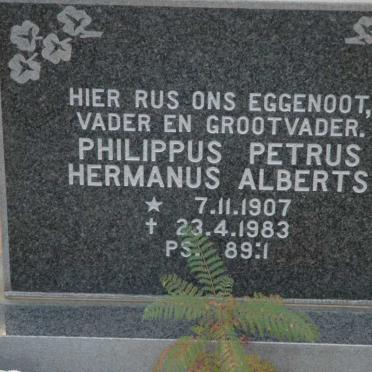 HIER RUS ONS EGGENOOT,
VADER EN GROOTVADER.
PHILIPPUS PETRUS
HERMANUS ALBERTS
★ 7.11.1907
† 23.4.1983
PS. 89:1